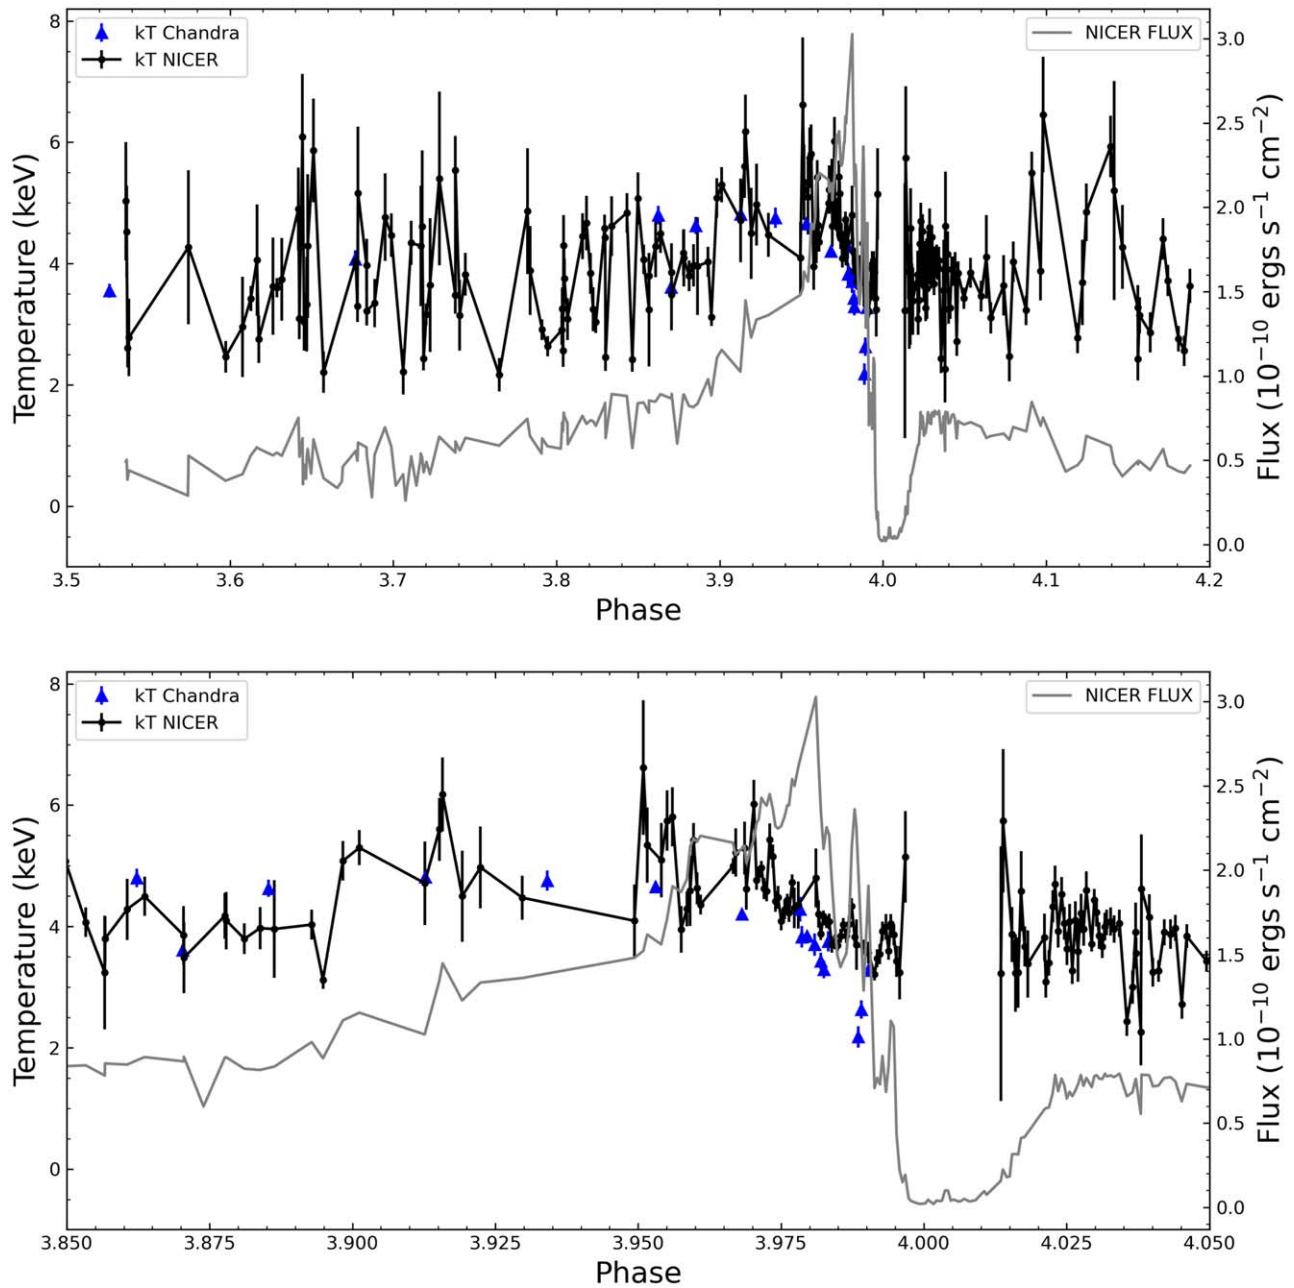 8
6
4
2
0
Temperature (keV)
kT Chandra
kT NICER
NICER FLUX
3.0
2.5
2.0
1.5
1.0
0.5
0.0
Flux (10⁻¹⁰ ergs s⁻¹ cm⁻²)
3.5 3.6 3.7 3.8 3.9 4.0 4.1 4.2
Phase
8
6
4
2
0
Temperature (keV)
kT Chandra
kT NICER
NICER FLUX
3.0
2.5
2.0
1.5
1.0
0.5
0.0
Flux (10⁻¹⁰ ergs s⁻¹ cm⁻²)
3.850 3.875 3.900 3.925 3.950 3.975 4.000 4.025 4.050
Phase